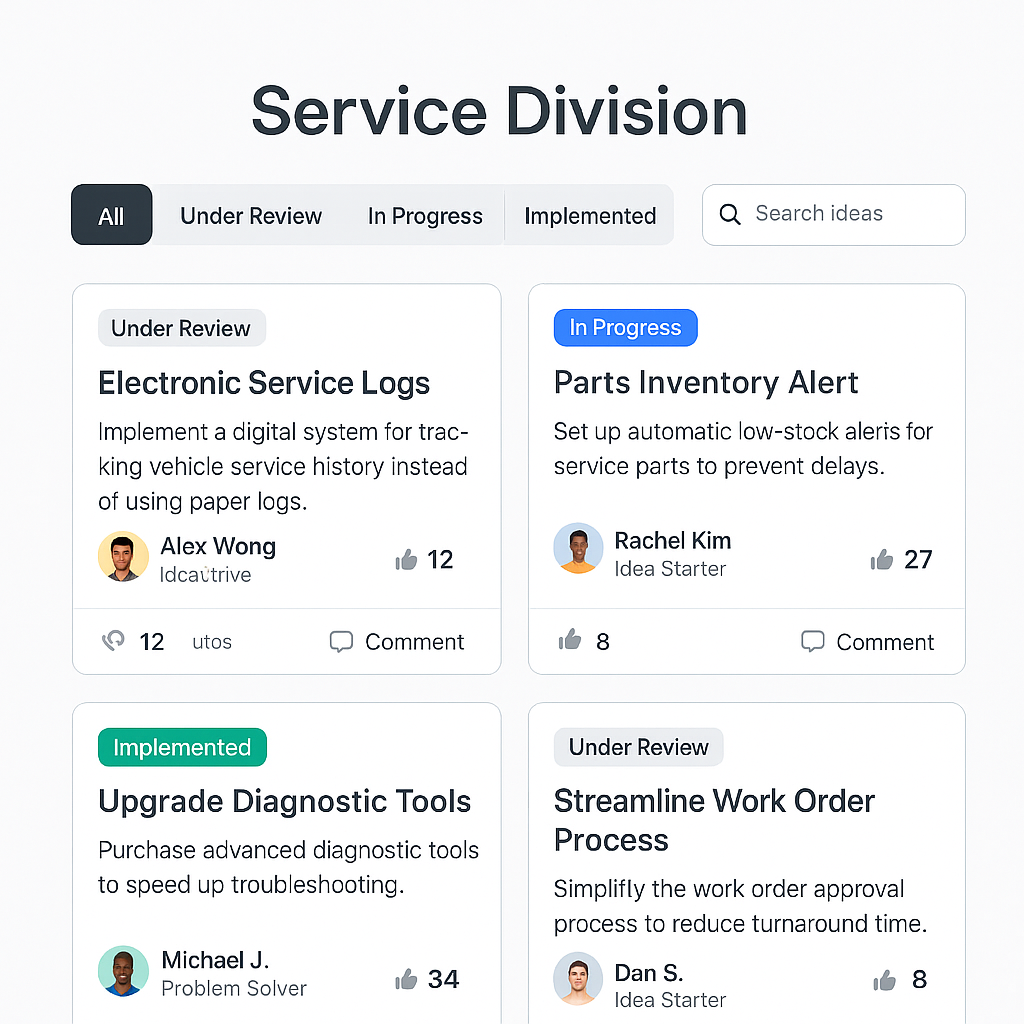 Service Division
All
Under Review
In Progress
Implemented
Search ideas
Under Review
Electronic Service Logs
Implement a digital system for trac-
king vehicle service history instead
of using paper logs.
Alex Wong
12
12
utos
Comment
In Progress
Parts Inventory Alert
Set up automatic low-stock aleris for
service parts to prevent delays.
Rachel Kim
Idea Starter
27
8
Comment
Implemented
Upgrade Diagnostic Tools
Purchase advanced diagnostic tools
to speed up troubleshooting.
Michael J.
Problem Solver
34
Under Review
Streamline Work Order
Process
Simplifly the work order approval
process to reduce turnaround time.
Dan S.
Idea Starter
8